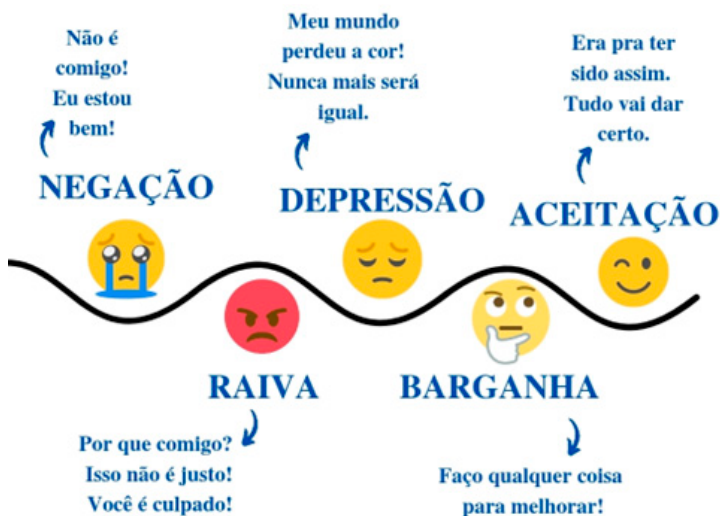 Não é
comigo!
Eu estou
bem!
NEGAÇÃO
Por que comigo?
Isso não é justo!
Você é culpado!
RAIVA
Meu mundo
perdeu a cor!
Nunca mais será
igual.
DEPRESSÃO
BARGANHA
Faço qualquer coisa
para melhorar!
Era pra ter
sido assim.
Tudo vai dar
certo.
ACEITAÇÃO